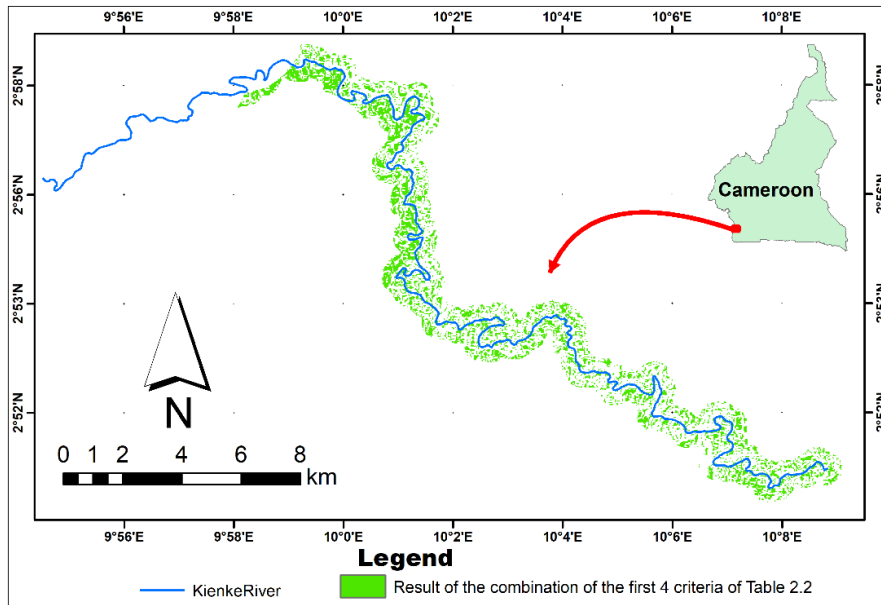 9°56'E 9°58'E 10°0'E 10°2'E 10°4'E 10°6'E 10°8'E
2°58'N 2°58'N
2°56'N 2°56'N
Cameroon
2°53'N 2°53'N
2°52'N 2°52'N
N
0 1 2 4 6 8
km
9°56'E 9°58'E 10°0'E 10°2'E 10°4'E 10°6'E 10°8'E
Legend
KienkeRiver Result of the combination of the first 4 criteria of Table 2.2